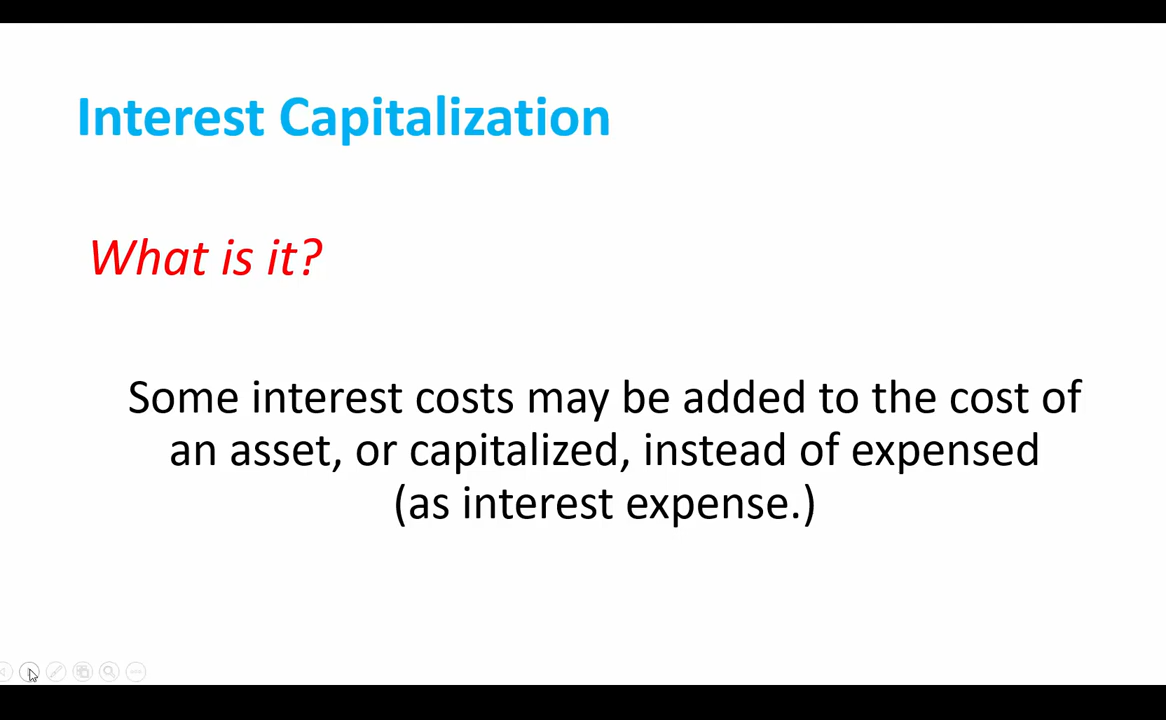 Interest Capitalization
What is it?
Some interest costs may be added to the cost of
an asset, or capitalized, instead of expensed
(as interest expense.)